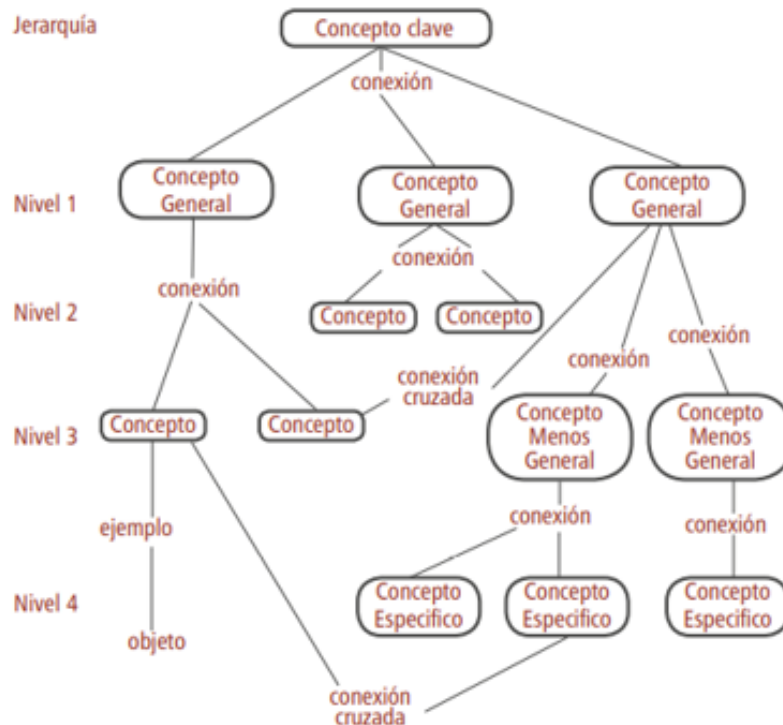 Jerarquía
Concepto clave
conexión
Nivel 1
Concepto
General
Concepto
General
Concepto
General
conexión
conexión
Nivel 2
Concepto
Concepto
conexión
conexión
conexión
cruzada
Nivel 3
Concepto
Concepto
Concepto
Menos
General
Concepto
Menos
General
ejemplo
conexión
conexión
Nivel 4
Concepto
Especifico
Concepto
Especifico
Concepto
Especifico
objeto
conexión
cruzada